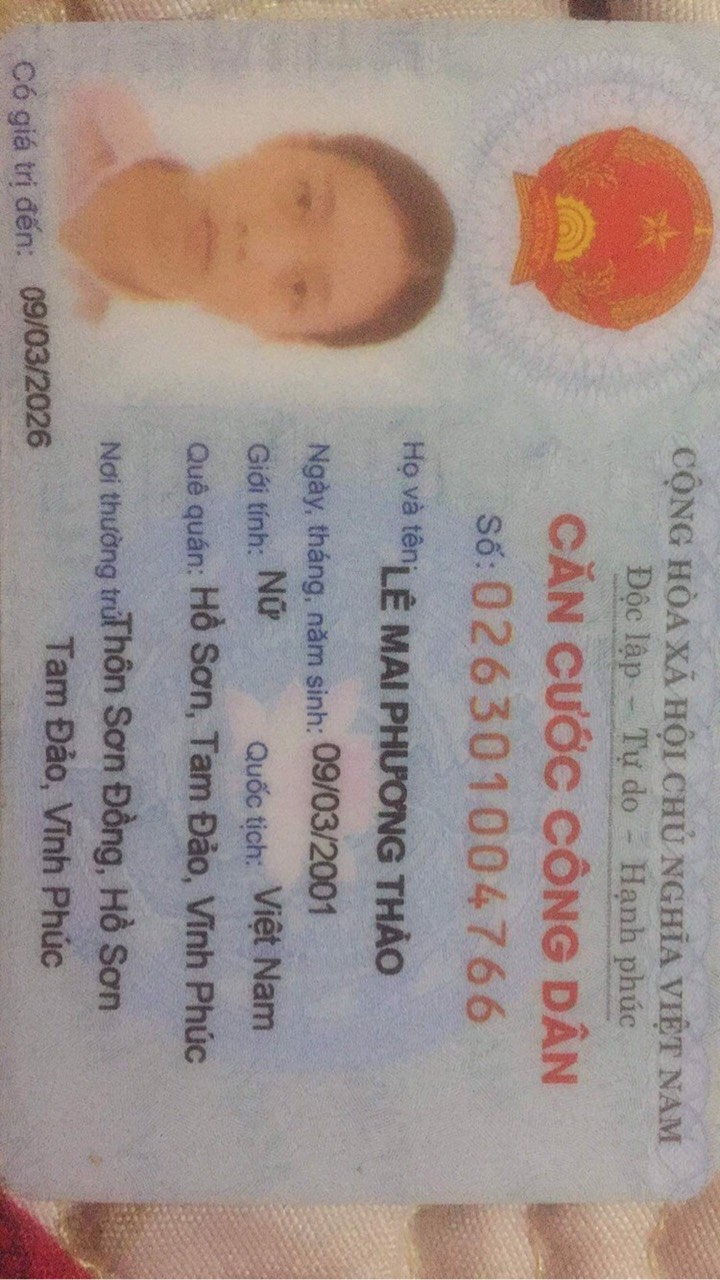 CỘNG HÒA XÃ HỘI CHỦ NGHĨA VIỆT NAM
Độc lập - Tự do - Hạnh phúc
CĂN CƯỚC CÔNG DÂN
Số: 026301004766
Họ và tên: LÊ MAI PHƯƠNG THẢO
Ngày, tháng, năm sinh: 09/03/2001
Giới tính: Nữ Quốc tịch: Việt Nam
Quê quán: Hồ Sơn, Tam Đảo, Vĩnh Phúc
Nơi thường trú: Thôn Sơn Đồng, Hồ Sơn
Tam Đảo, Vĩnh Phúc
Có giá trị đến: 09/03/2026